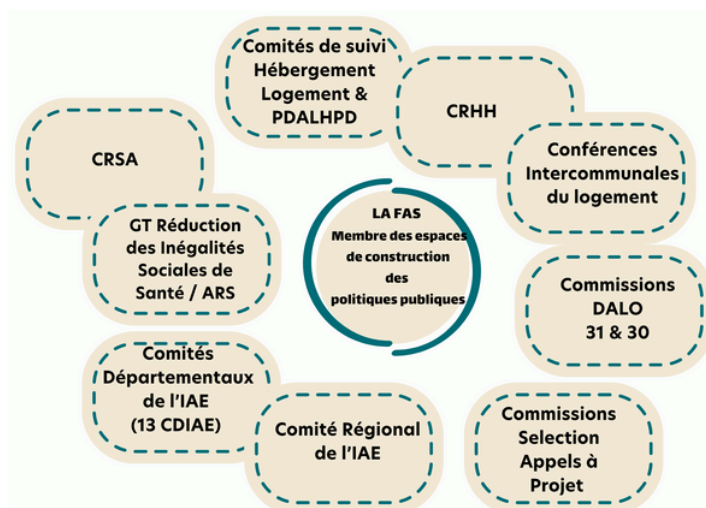 Comités de suivi
Hébergement
Logement &
PDALHPD
CRHH
Conférences
Intercommunales
du logement
CRSA
GT Réduction
des Inégalités
Sociales de
Santé / ARS
LA FAS
Membre des espaces
de construction
des
politiques publiques
Commissions
DALO
31 & 30
Comités
Départementaux
de l'IAE
(13 CDIAE)
Comité Régional
de l'IAE
Commissions
Selection
Appels à
Projet